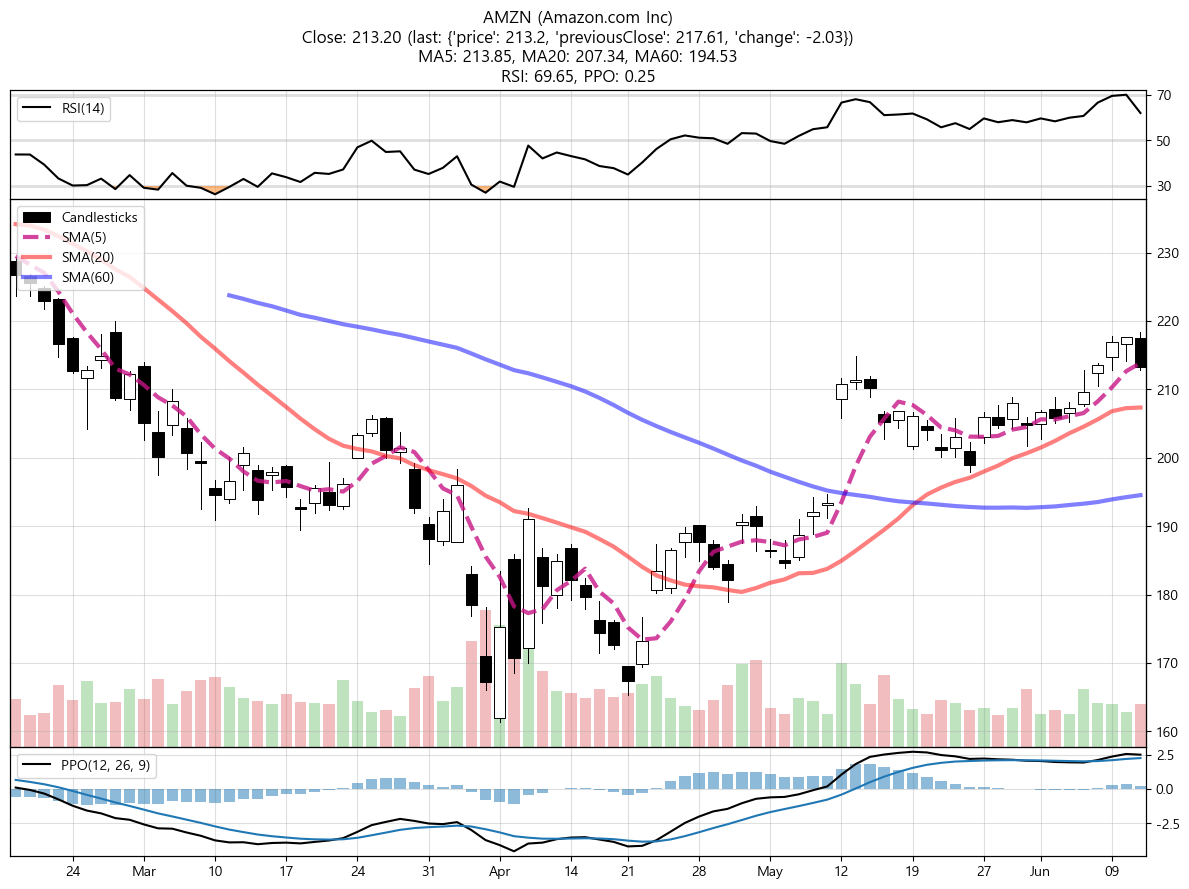 AMZN (Amazon.com Inc)
Close: 213.20 (last: {'price': 213.2, 'previousClose': 217.61, 'change': -2.03})
MA5: 213.85, MA20: 207.34, MA60: 194.53
RSI: 69.65, PPO: 0.25
RSI(14)
70
50
30
Candlesticks
SMA(5)
SMA(20)
SMA(60)
230
220
210
200
190
180
170
160
PPO(12, 26, 9)
2.5
0.0
−2.5
24 Mar 10 17 24 31 Apr 14 21 28 May 12 19 27 Jun 09